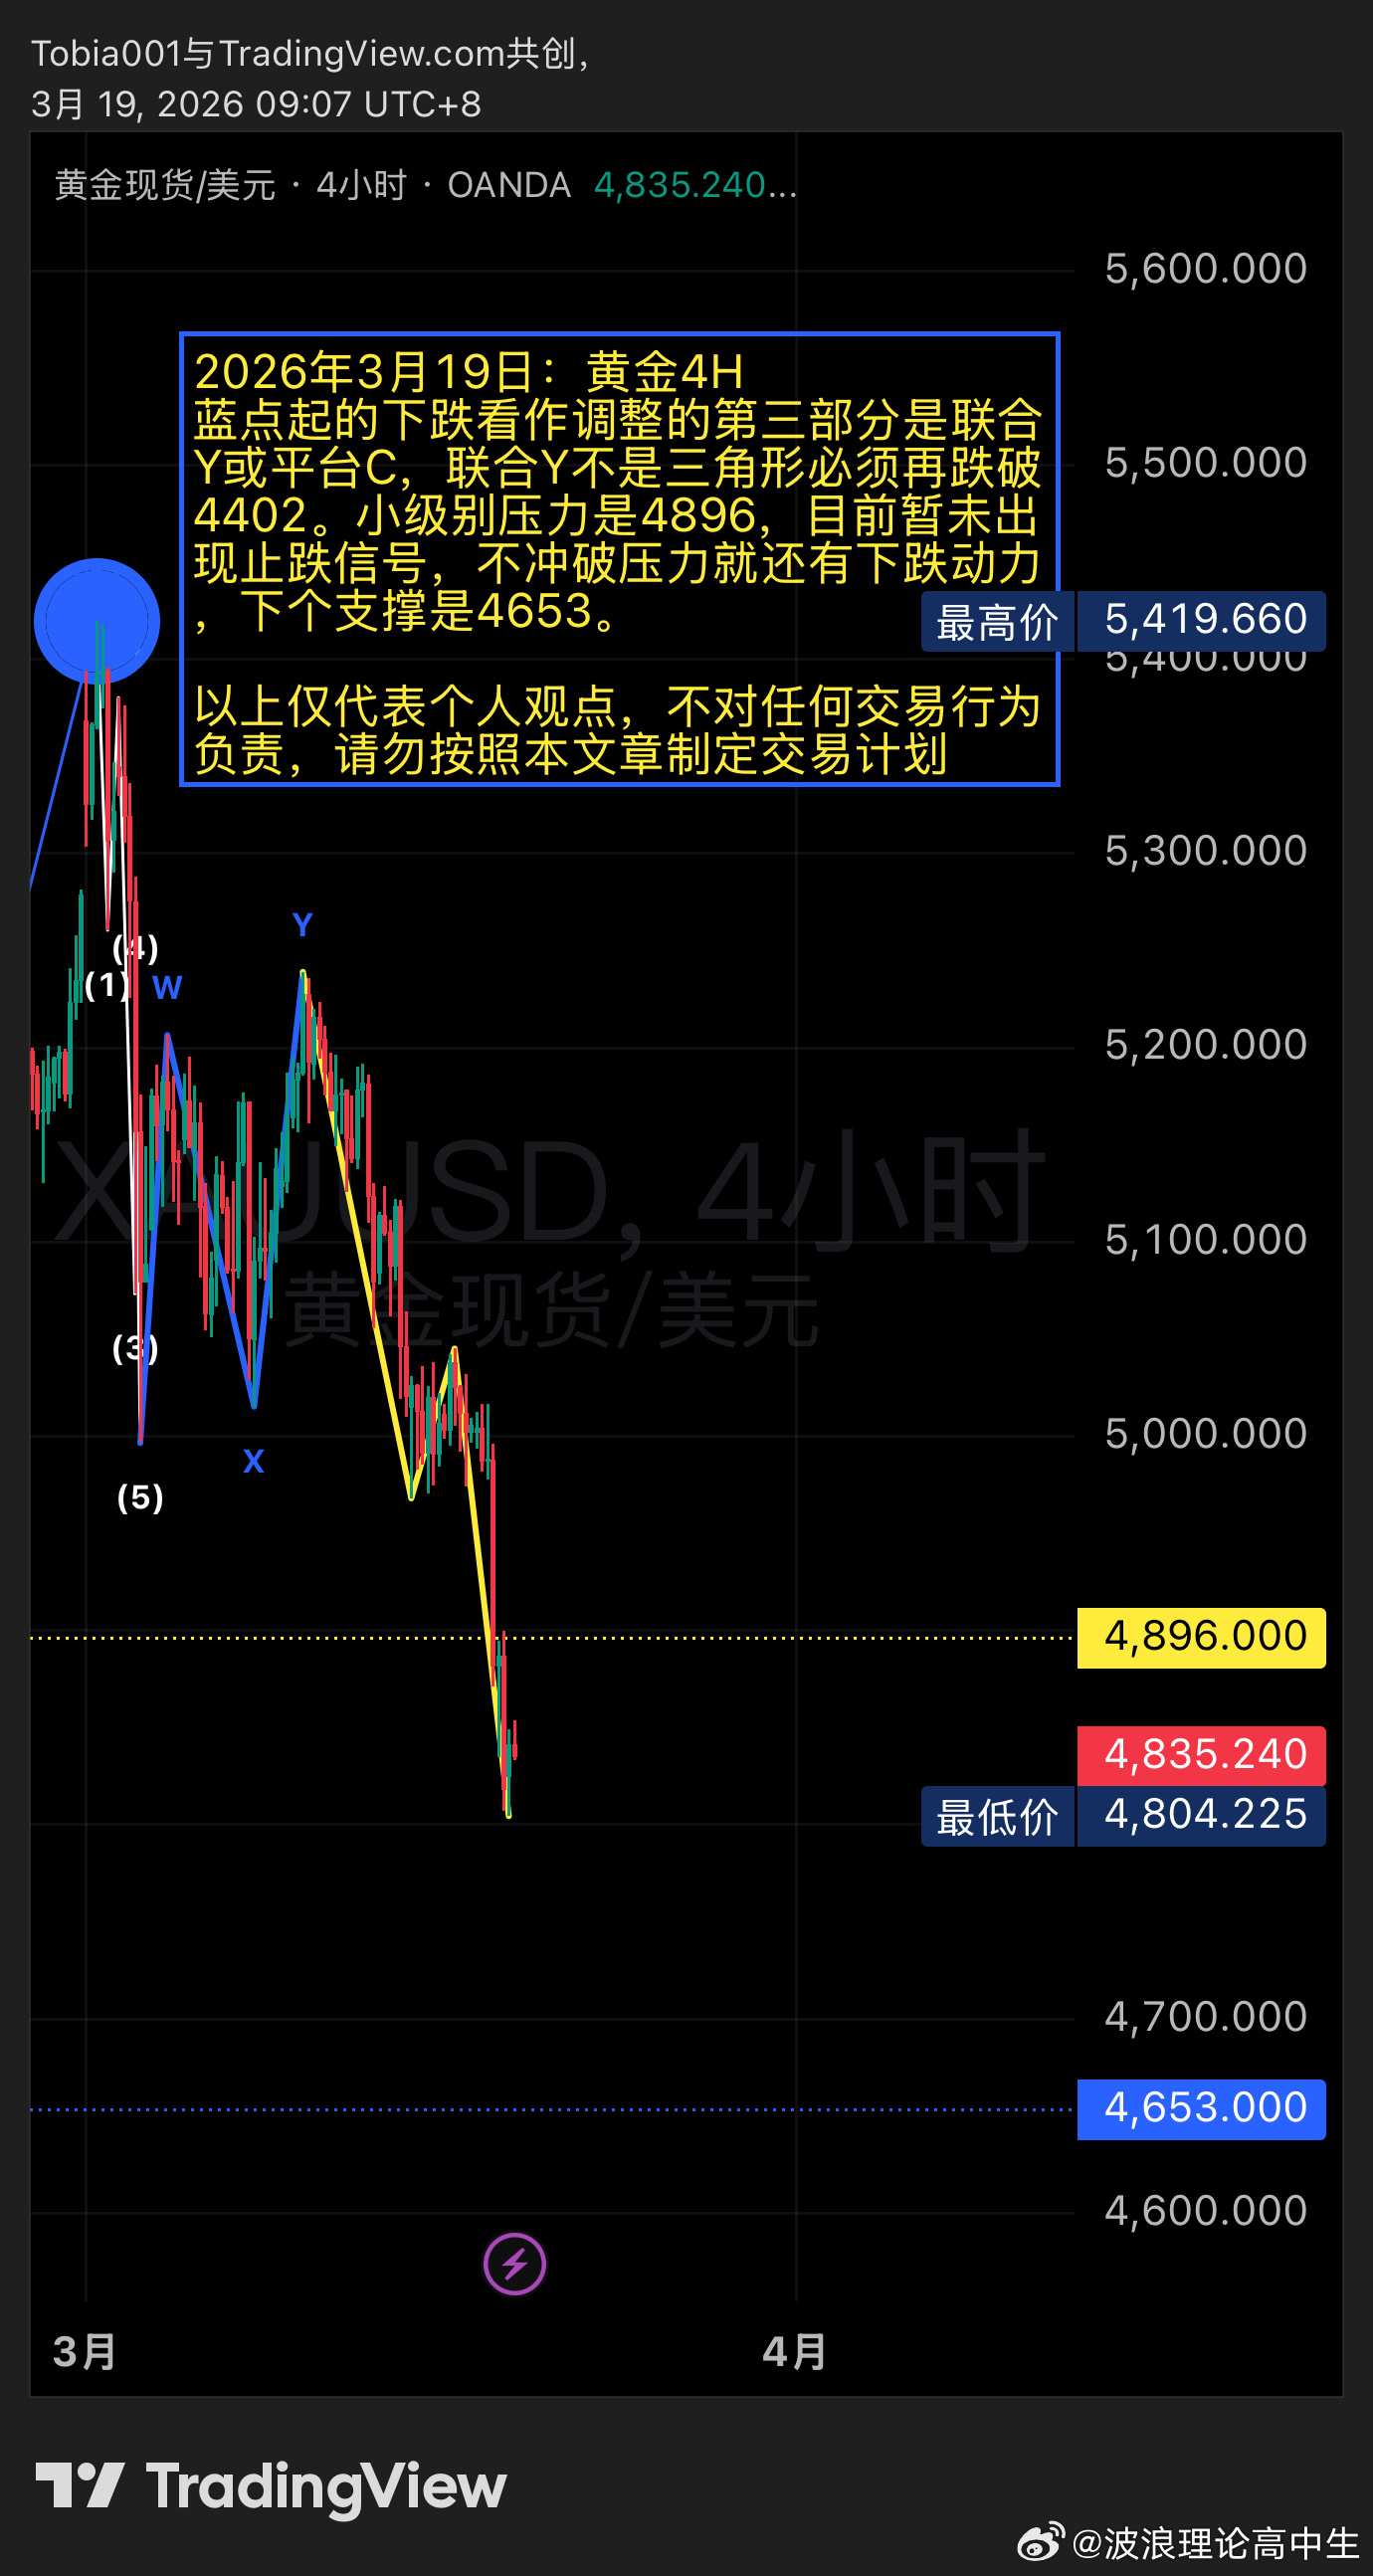 Tobia001与TradingView.com共创,
3月 19, 2026 09:07 UTC+8
黄金现货/美元 · 4小时 · OANDA 4,835.240...
5,600.000
2026年3月19日：黄金4H
蓝点起的下跌看作调整的第三部分是联合
Y或平台C，联合Y不是三角形必须再跌破
4402。小级别压力是4896，目前暂未出
现止跌信号，不冲破压力就还有下跌动力
，下个支撑是4653。
以上仅代表个人观点，不对任何交易行为
负责，请勿按照本文章制定交易计划
5,500.000
最高价 5,419.660
5,400.000
5,300.000
Y
(4)
(1)
W
5,200.000
XAUUSD, 4小时
黄金现货/美元
5,100.000
(3)
5,000.000
X
(5)
4,896.000
4,835.240
最低价 4,804.225
4,700.000
4,653.000
4,600.000
3月
4月
TradingView
@波浪理论高中生